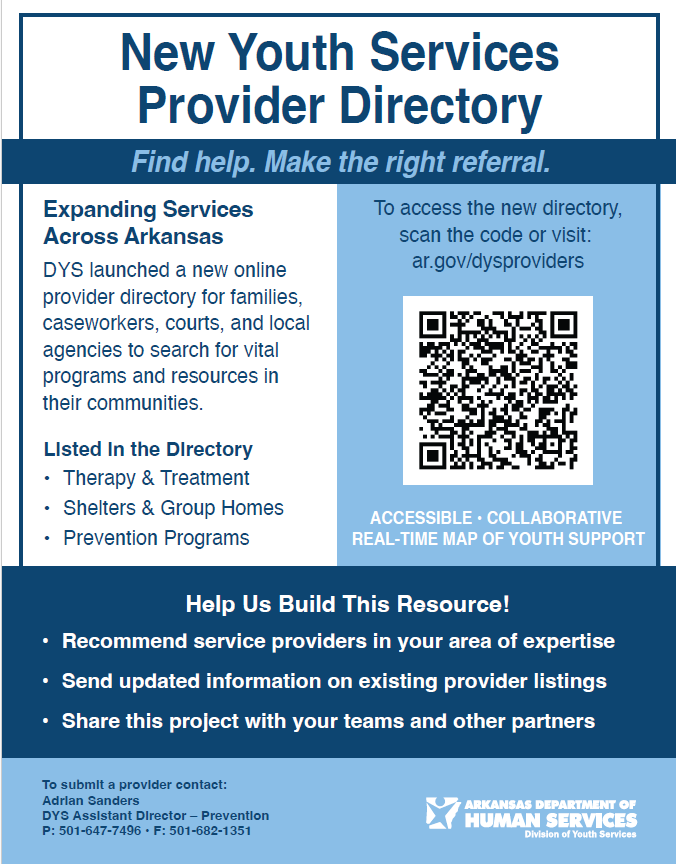 New Youth Services
Provider Directory
Find help. Make the right referral.
Expanding Services
Across Arkansas
DYS launched a new online
provider directory for families,
caseworkers, courts, and local
agencies to search for vital
programs and resources in
their communities.
Listed in the Directory
• Therapy & Treatment
• Shelters & Group Homes
• Prevention Programs
To access the new directory,
scan the code or visit:
ar.gov/dysproviders
ACCESSIBLE • COLLABORATIVE
REAL-TIME MAP OF YOUTH SUPPORT
Help Us Build This Resource!
• Recommend service providers in your area of expertise
• Send updated information on existing provider listings
• Share this project with your teams and other partners
To submit a provider contact:
Adrian Sanders
DYS Assistant Director – Prevention
P: 501-647-7496 • F: 501-682-1351
ARKANSAS DEPARTMENT OF
HUMAN SERVICES
Division of Youth Services